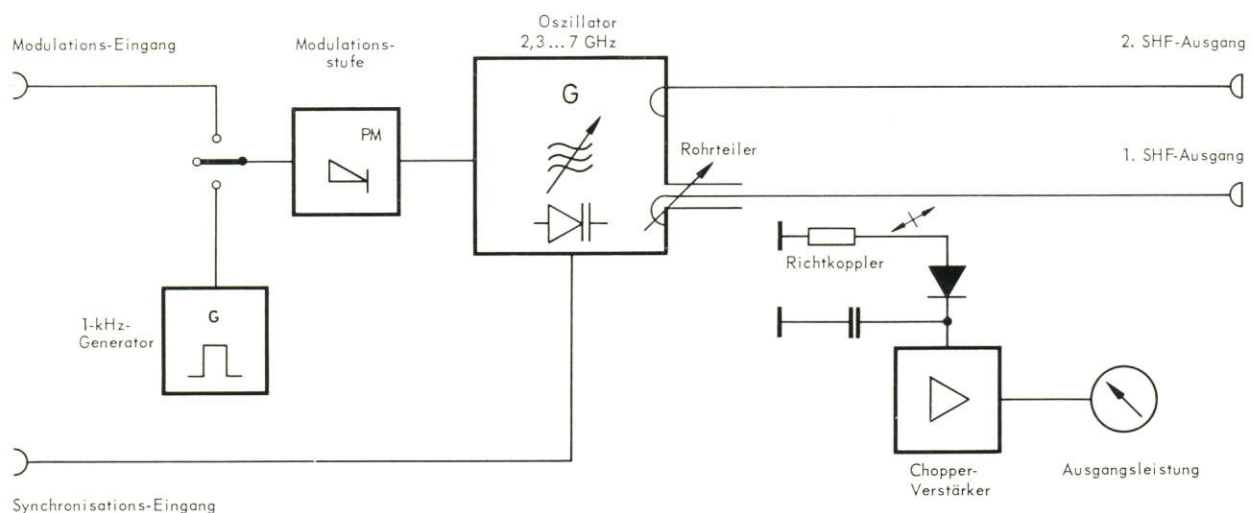 Oszillator
2,3...7 GHz
Modulations-Eingang
Modulations-
stufe
2. SHF-Ausgang
G
PM
Rohrteiler
1. SHF-Ausgang
Richtkoppler
1-kHz-
Generator
G
Chopper-
Verstärker
Ausgangsleistung
Synchronisations-Eingang